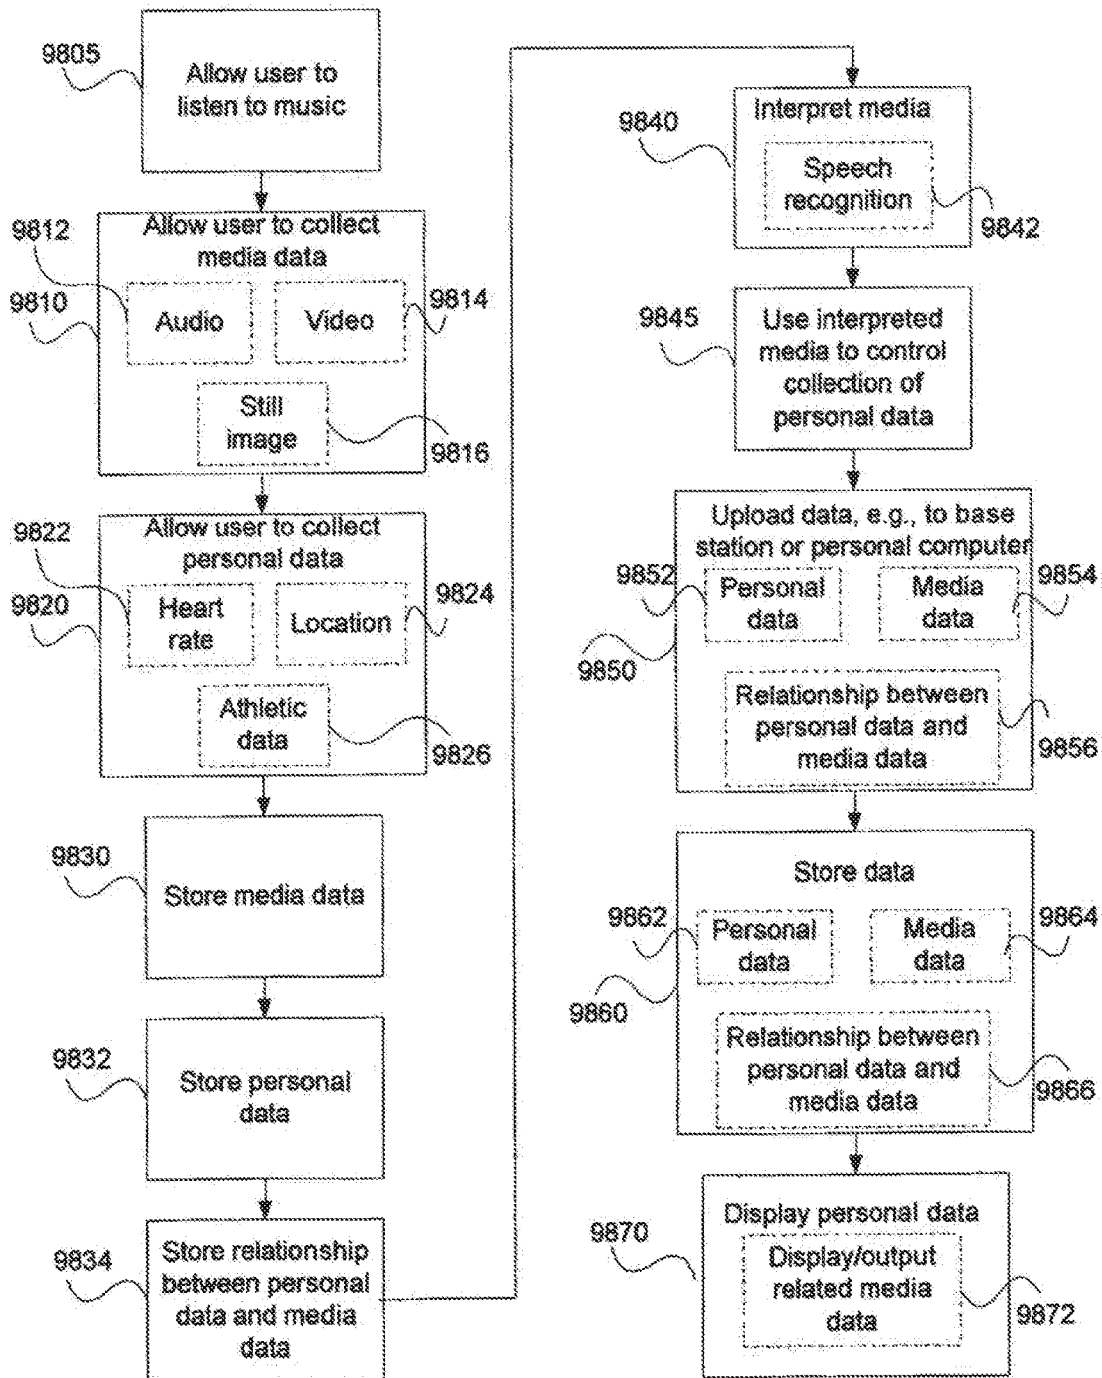 9805
Allow user to
listen to music
9812
9810
Allow user to collect
media data
Audio
Video
9814
Still
image
9816
9822
9820
Allow user to collect
personal data
Heart
rate
Location
9824
Athletic
data
9826
9830
Store media data
9832
Store personal
data
9834
Store relationship
between personal
data and media
data
9840
Interpret media
Speech
recognition
9842
9845
Use interpreted
media to control
collection of
personal data
Upload data, e.g., to base
station or personal computer
9852
Personal
data
Media
data
9854
9850
Relationship between
personal data and
media data
9856
Store data
9862
Personal
data
Media
data
9864
9860
Relationship between
personal data and
media data
9866
9870
Display personal data
Display/output
related media
data
9872